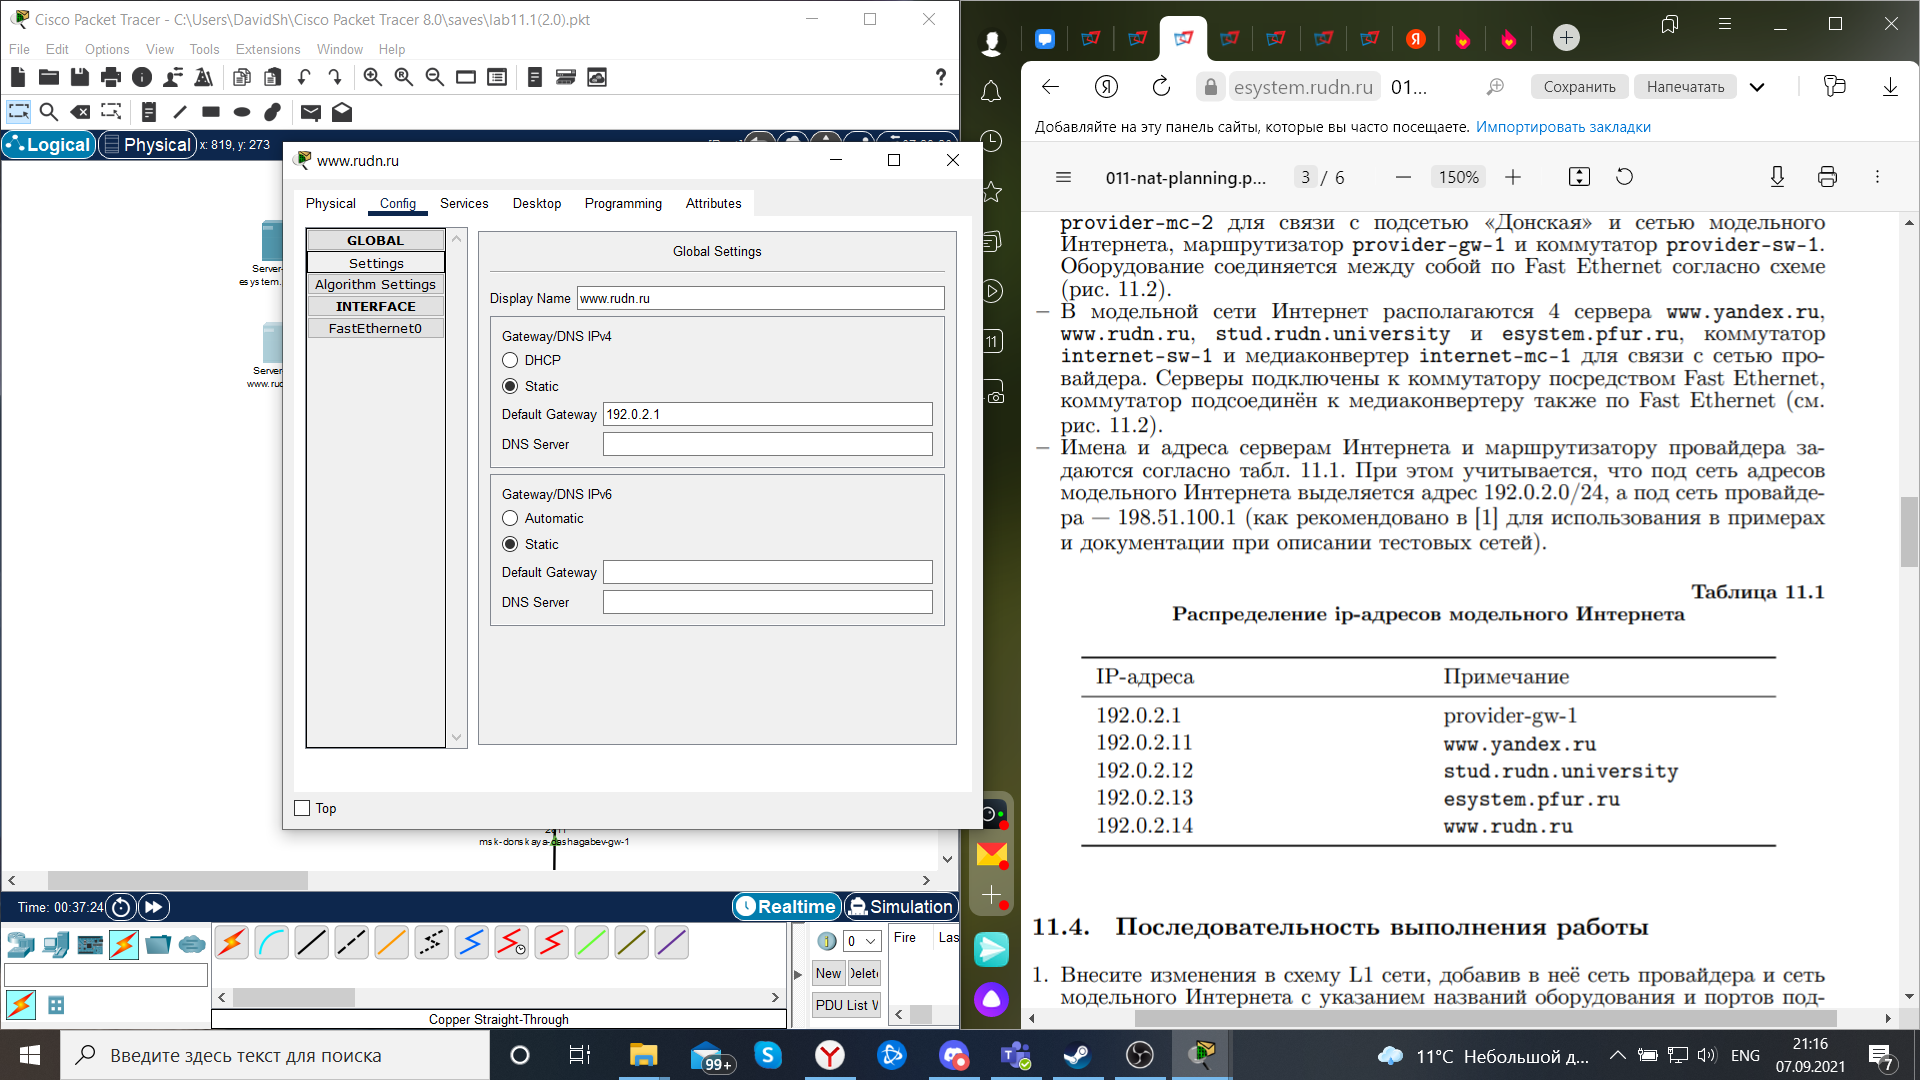 Cisco Packet Tracer - C:\Users\DavidSh\Cisco Packet Tracer 8.0\saves\lab11.1(2.0).pkt
File Edit Options View Tools Extensions Window Help
Logical Physical x: 819, y: 273
Server-
esystem.
Server-
www.rud
www.rudn.ru
Physical Config Services Desktop Programming Attributes
GLOBAL
Settings
Algorithm Settings
INTERFACE
FastEthernet0
Global Settings
Display Name www.rudn.ru
Gateway/DNS IPv4
DHCP
Static
Default Gateway 192.0.2.1
DNS Server
Gateway/DNS IPv6
Automatic
Static
Default Gateway
DNS Server
Top
msk-donskaya-dashagabev-gw-1
Time: 00:37:24
Realtime Simulation
0 Fire Las
New Delete
PDU List W
Copper Straight-Through
esystem.rudn.ru 01... Сохранить Напечатать
Добавляйте на эту панель сайты, которые вы часто посещаете. Импортировать закладки
011-nat-planning.p... 3 / 6 150%
11
provider-mc-2 для связи с подсетью «Донская» и сетью модельного
Интернета, маршрутизатор provider-gw-1 и коммутатор provider-sw-1.
Оборудование соединяется между собой по Fast Ethernet согласно схеме
(рис. 11.2).
– В модельной сети Интернет располагаются 4 сервера www.yandex.ru,
www.rudn.ru, stud.rudn.university и esystem.pfur.ru, коммутатор
internet-sw-1 и медиаконвертер internet-mc-1 для связи с сетью про-
вайдера. Серверы подключены к коммутатору посредством Fast Ethernet,
коммутатор подсоединён к медиаконвертеру также по Fast Ethernet (см.
рис. 11.2).
– Имена и адреса серверам Интернета и маршрутизатору провайдера за-
даются согласно табл. 11.1. При этом учитывается, что под сеть адресов
модельного Интернета выделяется адрес 192.0.2.0/24, а под сеть провайде-
ра — 198.51.100.1 (как рекомендовано в [1] для использования в примерах
и документации при описании тестовых сетей).
Таблица 11.1
Распределение ip-адресов модельного Интернета
IP-адреса Примечание
192.0.2.1 provider-gw-1
192.0.2.11 www.yandex.ru
192.0.2.12 stud.rudn.university
192.0.2.13 esystem.pfur.ru
192.0.2.14 www.rudn.ru
11.4. Последовательность выполнения работы
1. Внесите изменения в схему L1 сети, добавив в неё сеть провайдера и сеть
модельного Интернета с указанием названий оборудования и портов под-
Введите здесь текст для поиска
99+
11°C Небольшой д...
ENG
21:16
07.09.2021
7